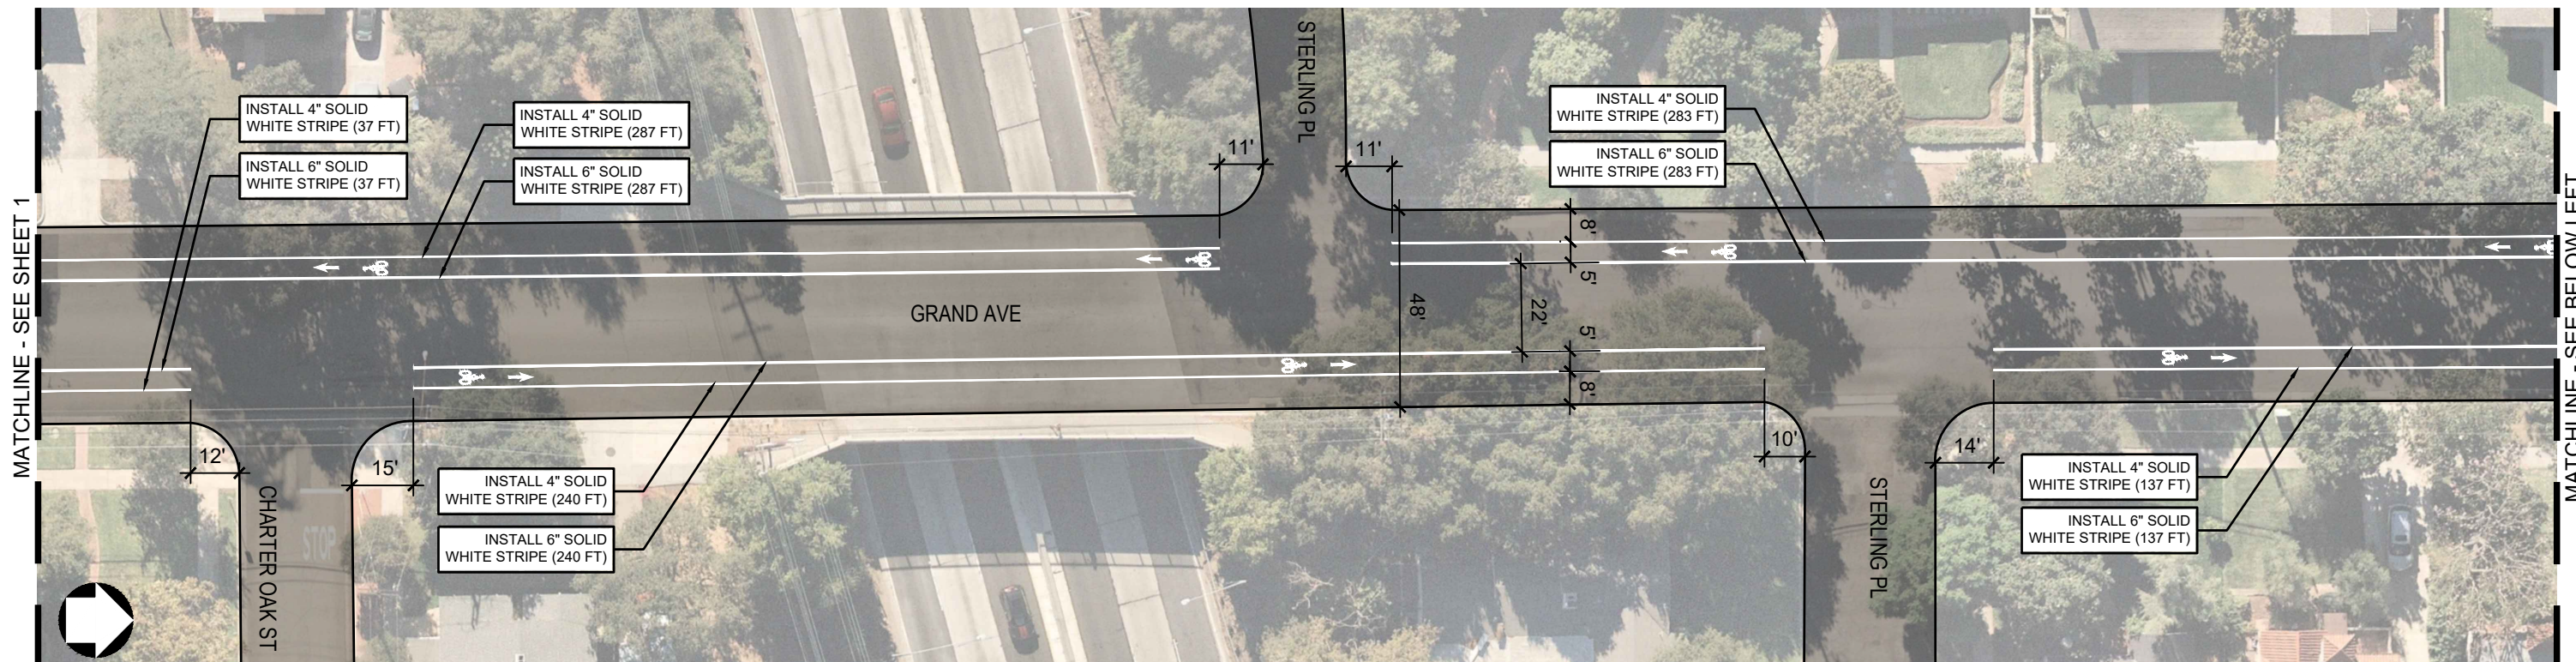 MATCHLINE - SEE SHEET 1
INSTALL 4" SOLID
WHITE STRIPE (37 FT)
INSTALL 6" SOLID
WHITE STRIPE (37 FT)
INSTALL 4" SOLID
WHITE STRIPE (287 FT)
INSTALL 6" SOLID
WHITE STRIPE (287 FT)
STERLING PL
11'
11'
INSTALL 4" SOLID
WHITE STRIPE (283 FT)
INSTALL 6" SOLID
WHITE STRIPE (283 FT)
8'
5'
48'
22'
5'
8'
GRAND AVE
12'
15'
CHARTER OAK ST
STOP
INSTALL 4" SOLID
WHITE STRIPE (240 FT)
INSTALL 6" SOLID
WHITE STRIPE (240 FT)
10'
14'
STERLING PL
INSTALL 4" SOLID
WHITE STRIPE (137 FT)
INSTALL 6" SOLID
WHITE STRIPE (137 FT)
MATCHLINE - SEE BELOW LEFT